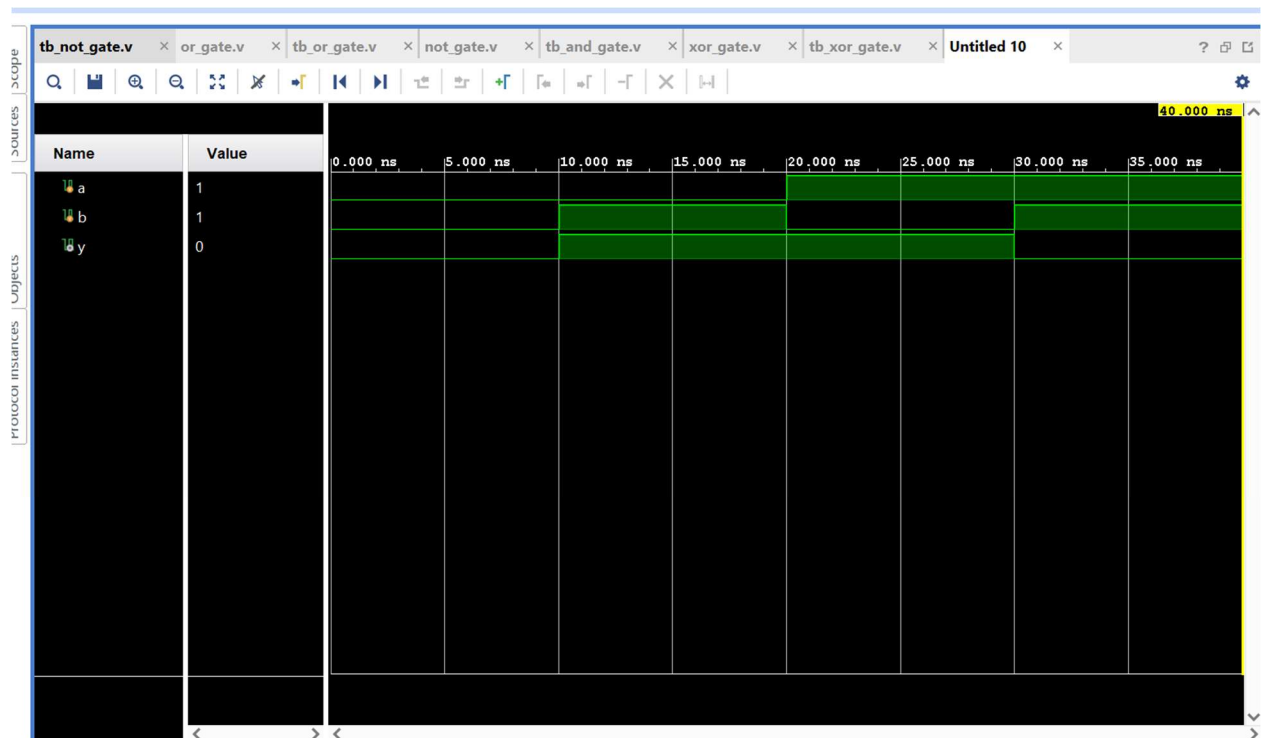 tb_not_gate.v × or_gate.v × tb_or_gate.v × not_gate.v × tb_and_gate.v × xor_gate.v × tb_xor_gate.v × Untitled 10 × ?
Scope
Sources
Objects
Protocol Instances
40.000 ns
Name Value
0.000 ns 5.000 ns 10.000 ns 15.000 ns 20.000 ns 25.000 ns 30.000 ns 35.000 ns
a 1
b 1
y 0